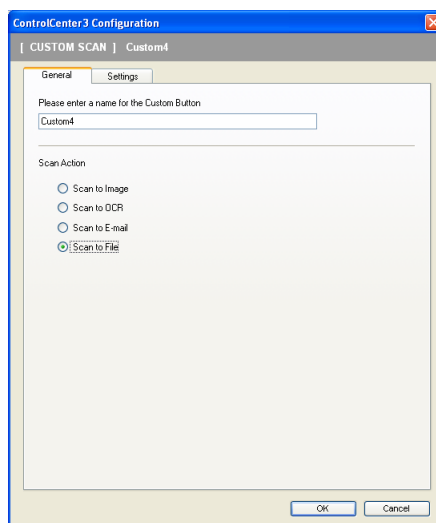 ControlCenter3 Configuration
[ CUSTOM SCAN ] Custom4
General Settings
Please enter a name for the Custom Button
Custom4
Scan Action
Scan to Image
Scan to OCR
Scan to E-mail
Scan to File
OK Cancel